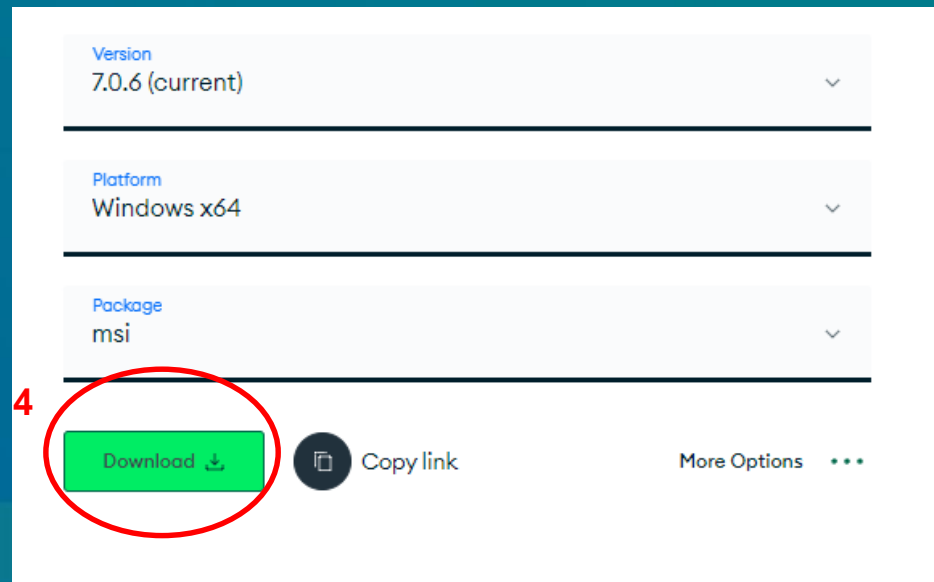 Version
7.0.6 (current)
Platform
Windows x64
Package
msi
4
Download
Copy link
More Options